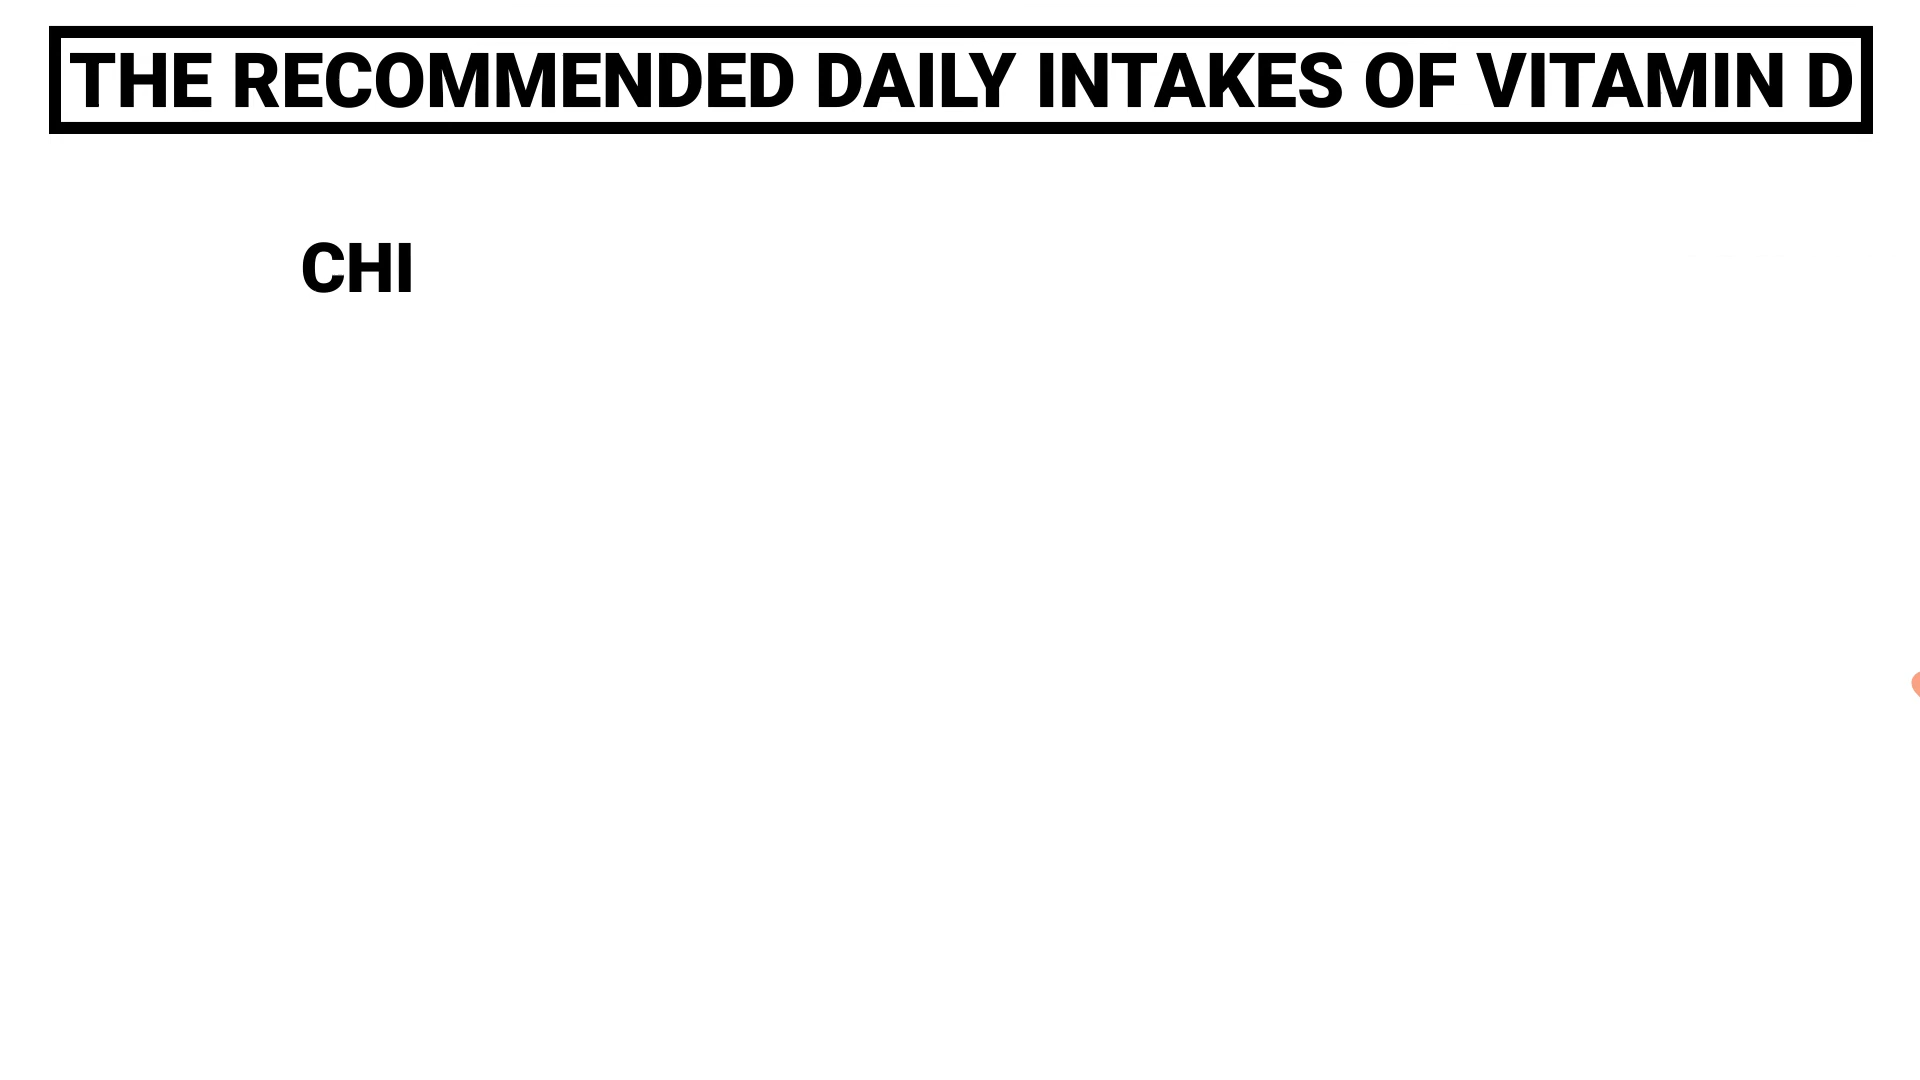 THE RECOMMENDED DAILY INTAKES OF VITAMIN D
CHI